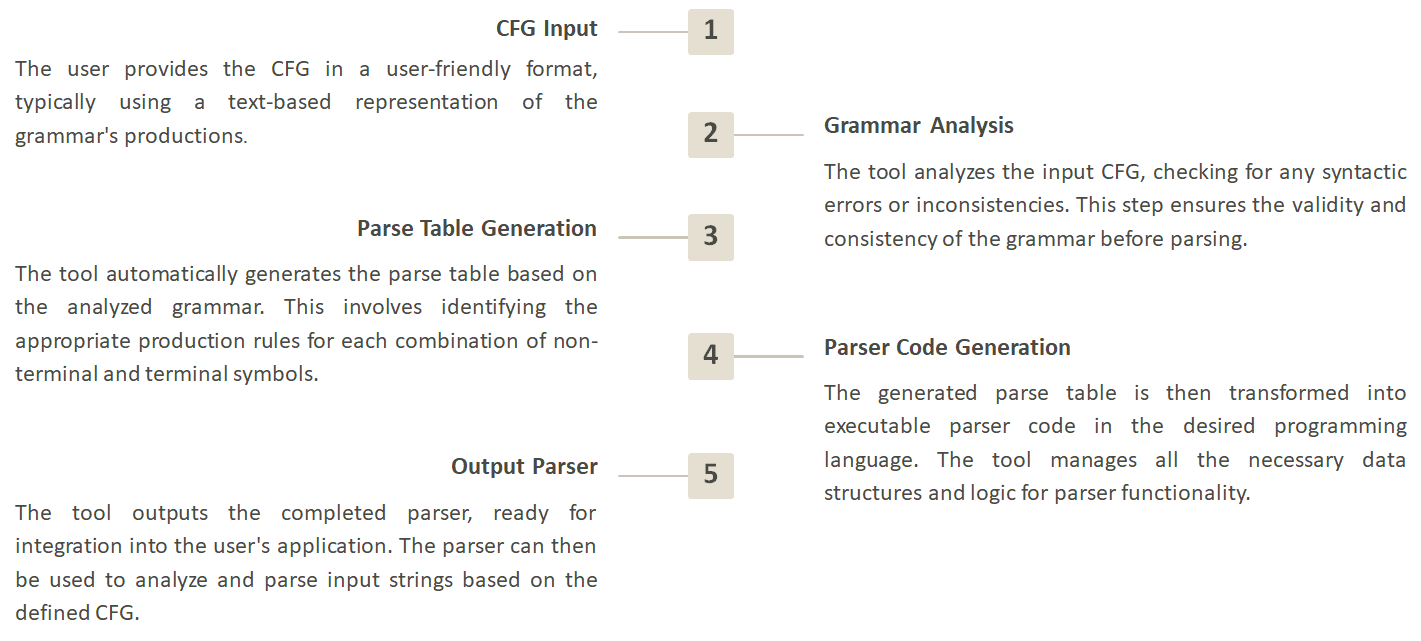 CFG Input
1
The user provides the CFG in a user-friendly format,
typically using a text-based representation of the
grammar's productions.
2
Grammar Analysis
The tool analyzes the input CFG, checking for any syntactic
errors or inconsistencies. This step ensures the validity and
consistency of the grammar before parsing.
Parse Table Generation
3
The tool automatically generates the parse table based on
the analyzed grammar. This involves identifying the
appropriate production rules for each combination of non-
terminal and terminal symbols.
4
Parser Code Generation
The generated parse table is then transformed into
executable parser code in the desired programming
language. The tool manages all the necessary data
structures and logic for parser functionality.
Output Parser
5
The tool outputs the completed parser, ready for
integration into the user's application. The parser can then
be used to analyze and parse input strings based on the
defined CFG.